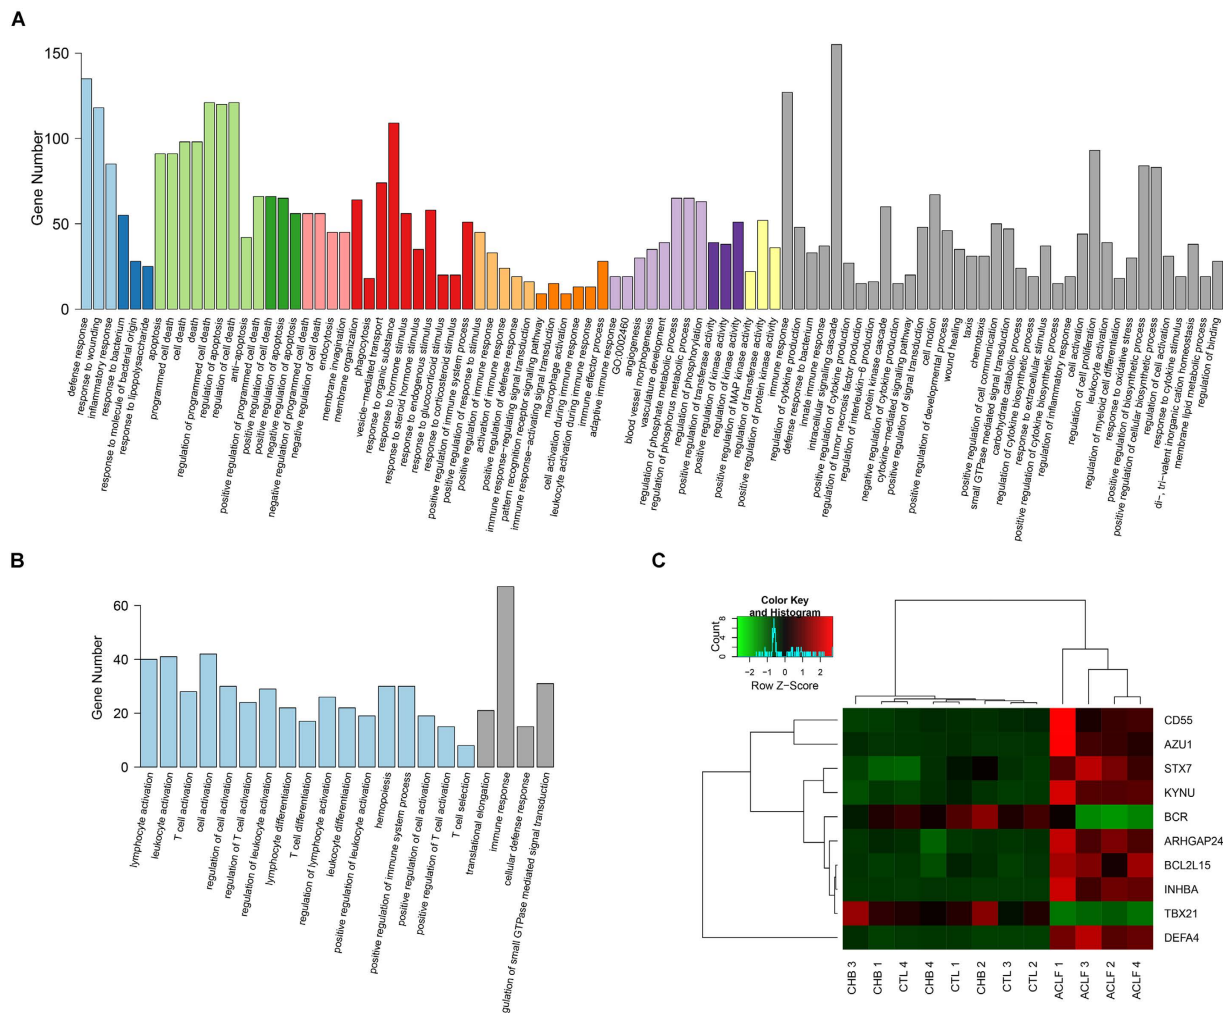 A
Gene Number
150
100
50
0
defense response
response to wounding
inflammatory response
response to bacterium
response to molecule of bacterial origin
response to lipopolysaccharide
apoptosis
programmed cell death
cell death
death
regulation of programmed cell death
regulation of apoptosis
regulation of cell death
anti-apoptosis
positive regulation of programmed cell death
positive regulation of cell death
positive regulation of apoptosis
negative regulation of apoptosis
negative regulation of programmed cell death
negative regulation of cell death
endocytosis
membrane invagination
membrane organization
phagocytosis
vesicle-mediated transport
response to organic substance
response to hormone stimulus
response to steroid hormone stimulus
response to endogenous stimulus
response to glucocorticoid stimulus
response to corticosteroid stimulus
positive regulation of immune system process
positive regulation of response to stimulus
positive regulation of immune response
activation of immune response
positive regulation of defense response
immune response-regulating signal transduction
pattern recognition receptor signaling pathway
immune response-activating signal transduction
macrophage activation
cell activation during immune response
leukocyte activation during immune response
immune effector process
adaptive immune response
GO:0002460
angiogenesis
blood vessel morphogenesis
vasculature development
regulation of phosphate metabolic process
regulation of phosphorus metabolic process
regulation of phosphorylation
positive regulation of transferase activity
positive regulation of kinase activity
positive regulation of MAP kinase activity
regulation of transferase activity
regulation of kinase activity
positive regulation of protein kinase activity
immune response
regulation of cytokine production
defense response to bacterium
innate immune response
intracellular signaling cascade
positive regulation of cytokine production
regulation of tumor necrosis factor production
regulation of interleukin-6 production
protein kinase cascade
negative regulation of cytokine production
cytokine-mediated signaling pathway
positive regulation of signal transduction
cell motion
positive regulation of developmental process
wound healing
taxis
chemotaxis
positive regulation of cell communication
small GTPase mediated signal transduction
carbohydrate catabolic process
regulation of cytokine biosynthetic process
response to extracellular stimulus
positive regulation of cytokine biosynthetic process
regulation of inflammatory response
cell activation
regulation of cell proliferation
leukocyte activation
regulation of myeloid cell differentiation
response to oxidative stress
positive regulation of biosynthetic process
positive regulation of cellular biosynthetic process
regulation of cell activation
response to cytokine stimulus
di-, tri-valent inorganic cation homeostasis
membrane lipid metabolic process
regulation of binding
B
Gene Number
60
40
20
0
lymphocyte activation
leukocyte activation
T cell activation
cell activation
regulation of cell activation
regulation of T cell activation
regulation of leukocyte activation
lymphocyte differentiation
T cell differentiation
regulation of lymphocyte activation
leukocyte differentiation
positive regulation of leukocyte activation
hemopoiesis
positive regulation of immune system process
positive regulation of cell activation
positive regulation of T cell activation
T cell selection
translational elongation
immune response
cellular defense response
gulation of small GTPase mediated signal transduction
C
Color Key
and Histogram
Count
0 4 8
−2 −1 0 1 2
Row Z−Score
CD55
AZU1
STX7
KYNU
BCR
ARHGAP24
BCL2L15
INHBA
TBX21
DEFA4
CHB 3
CHB 1
CTL 4
CHB 4
CTL 1
CHB 2
CTL 3
CTL 2
ACLF 1
ACLF 3
ACLF 2
ACLF 4